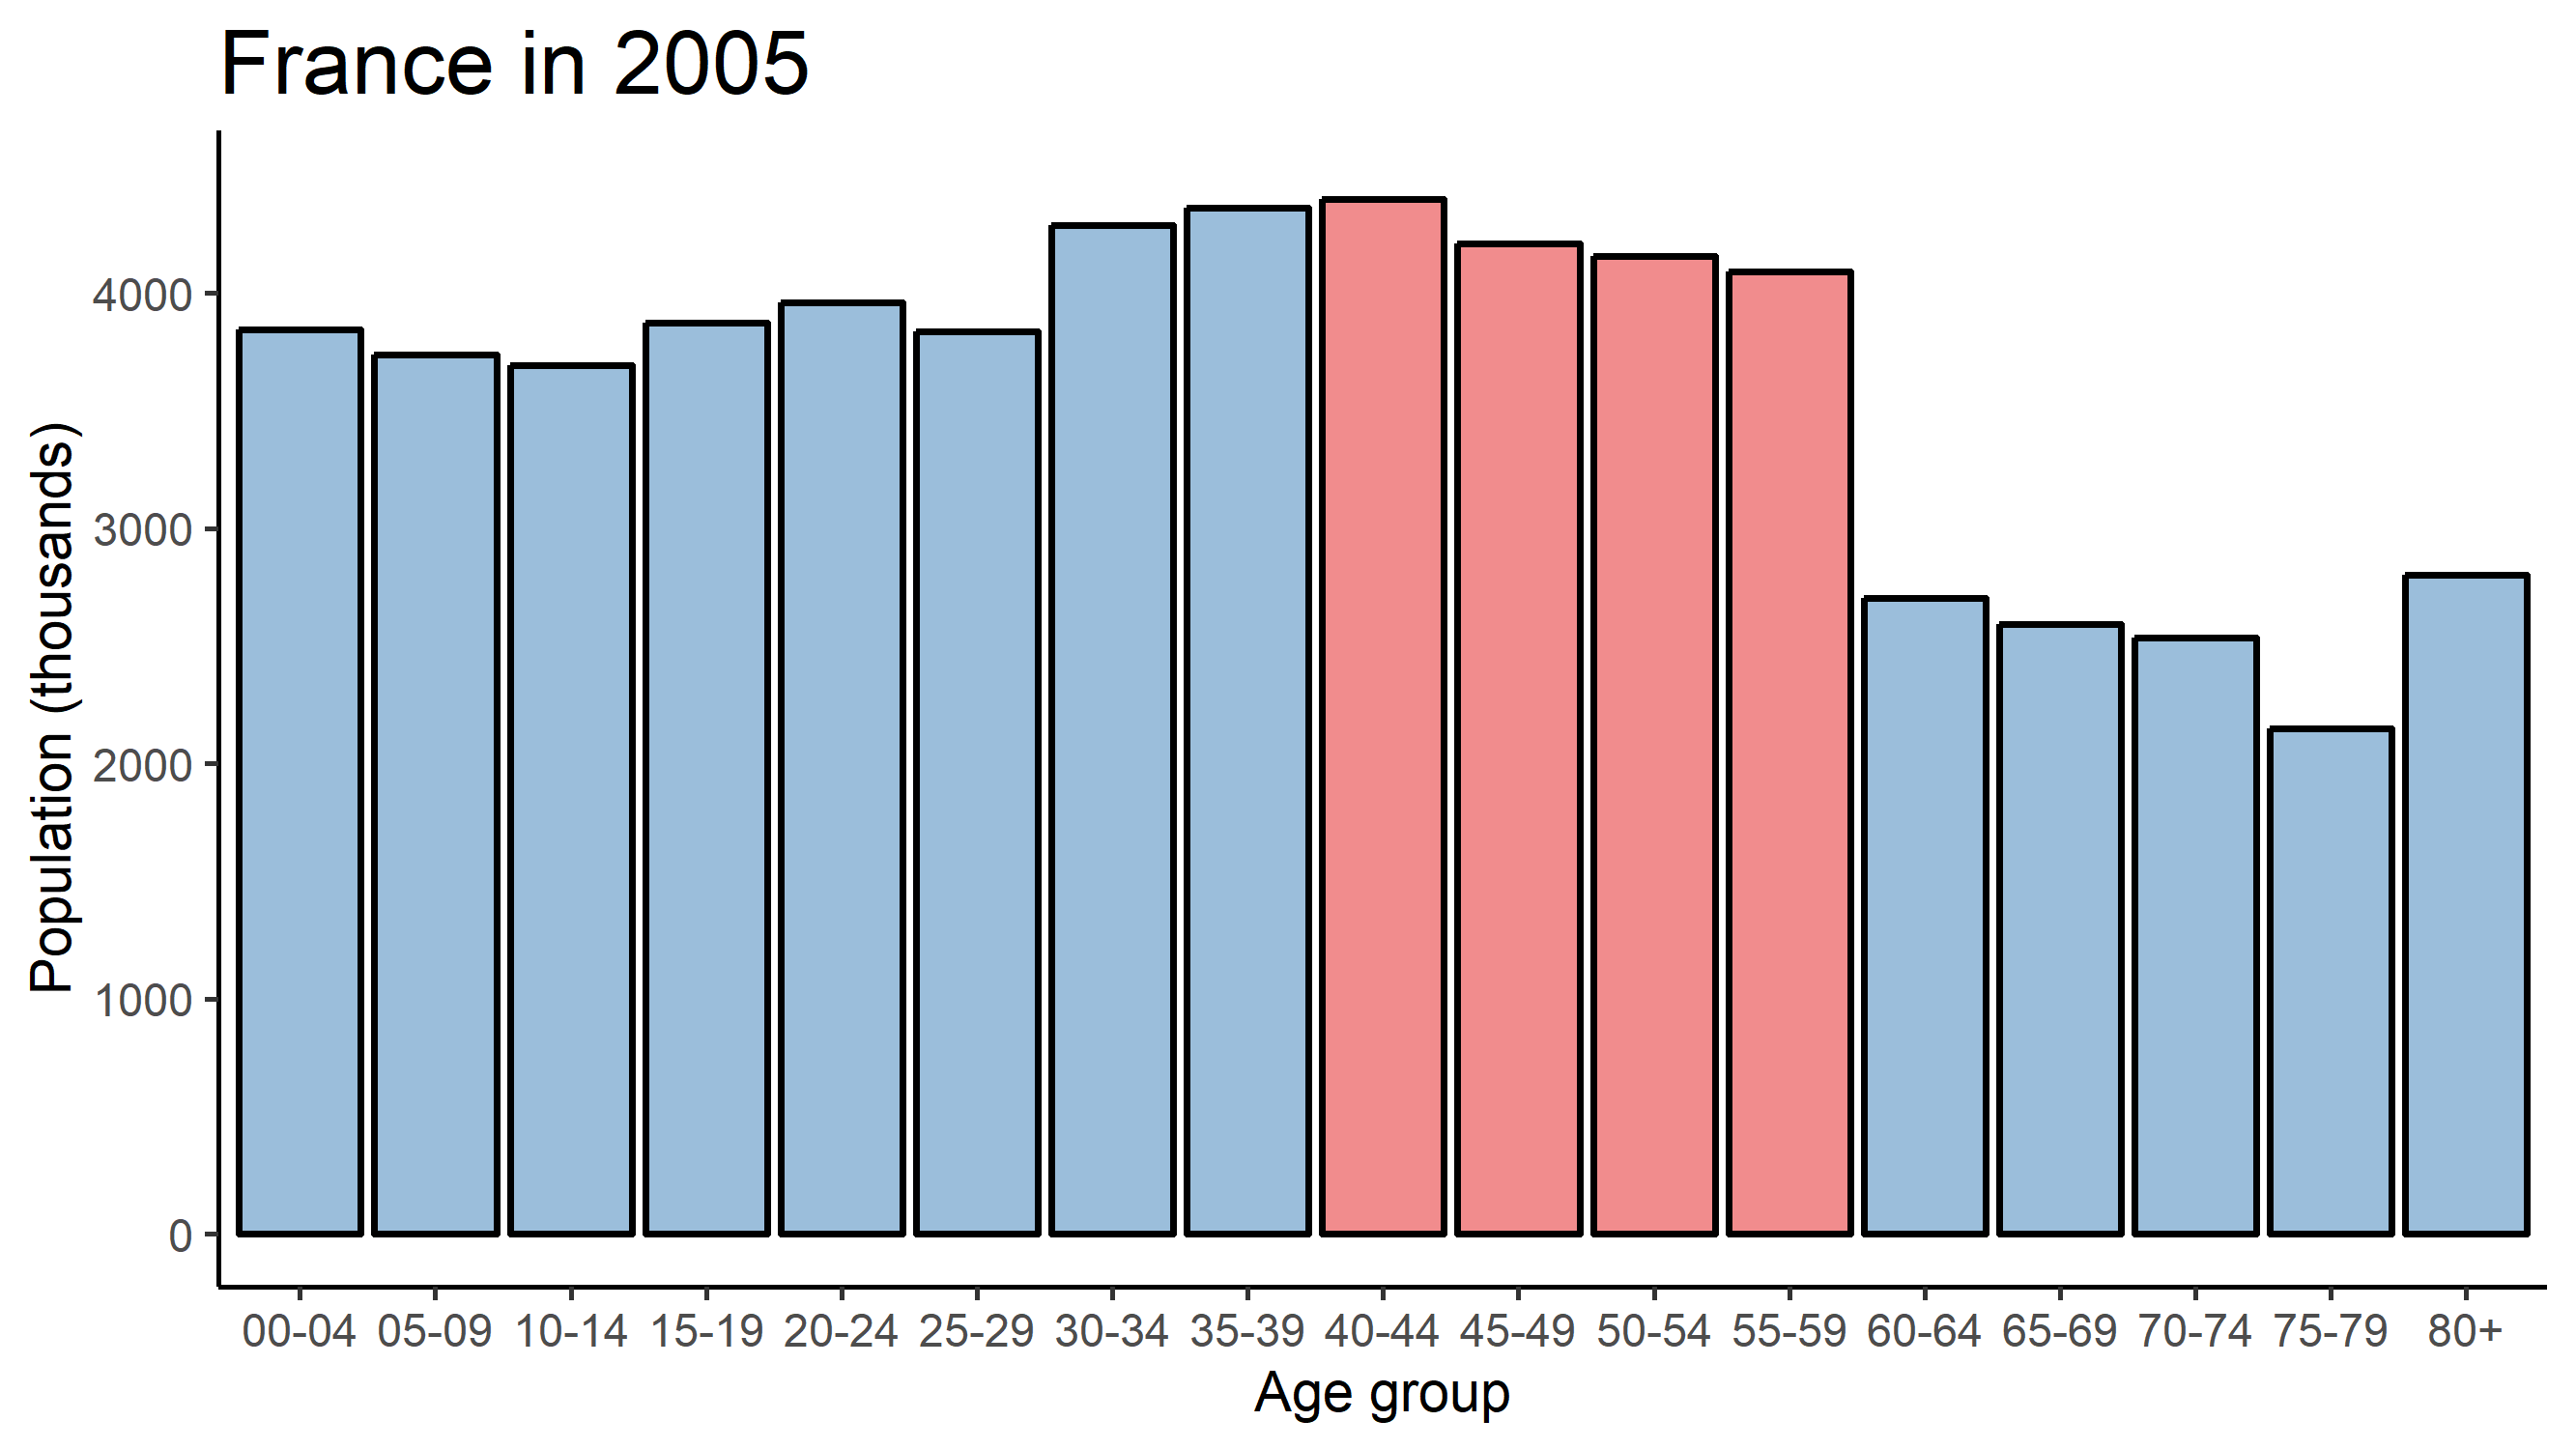 France in 2005
Population (thousands)
4000
3000
2000
1000
0
00-04 05-09 10-14 15-19 20-24 25-29 30-34 35-39 40-44 45-49 50-54 55-59 60-64 65-69 70-74 75-79 80+
Age group